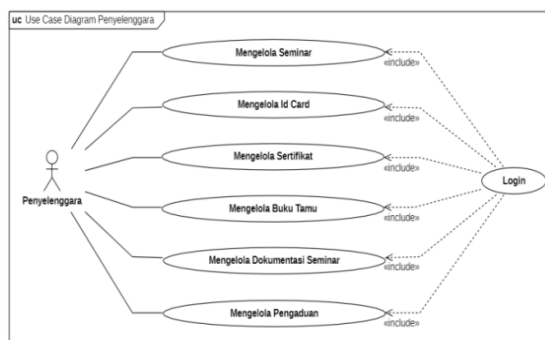 uc Use Case Diagram Penyelenggara
Mengelola Seminar
«include»
Mengelola Id Card
«include»
Mengelola Sertifikat
«include»
Login
Penyelenggara
Mengelola Buku Tamu
«include»
Mengelola Dokumentasi Seminar
«include»
Mengelola Pengaduan
«include»